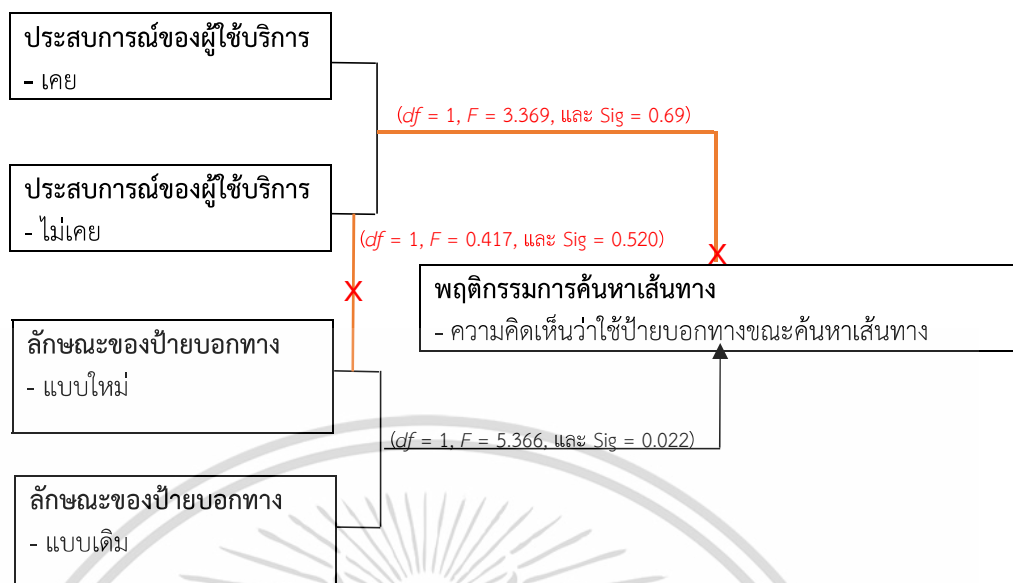 ประสบการณ์ของผู้ใช้บริการ
- เคย
(df = 1, F = 3.369, และ Sig = 0.69)
ประสบการณ์ของผู้ใช้บริการ
- ไม่เคย
(df = 1, F = 0.417, และ Sig = 0.520)
X
X
พฤติกรรมการค้นหาเส้นทาง
- ความคิดเห็นว่าใช้ป้ายบอกทางขณะค้นหาเส้นทาง
ลักษณะของป้ายบอกทาง
- แบบใหม่
(df = 1, F = 5.366, และ Sig = 0.022)
ลักษณะของป้ายบอกทาง
- แบบเดิม